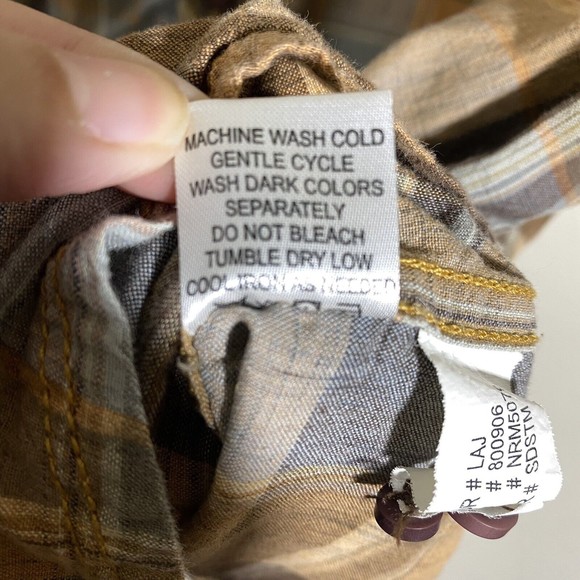 MACHINE WASH COLD
GENTLE CYCLE
WASH DARK COLORS
SEPARATELY
DO NOT BLEACH
TUMBLE DRY LOW
COOL IRON AS NEEDED
R # LAJ
# 800906
# NRM507
# SDSTM